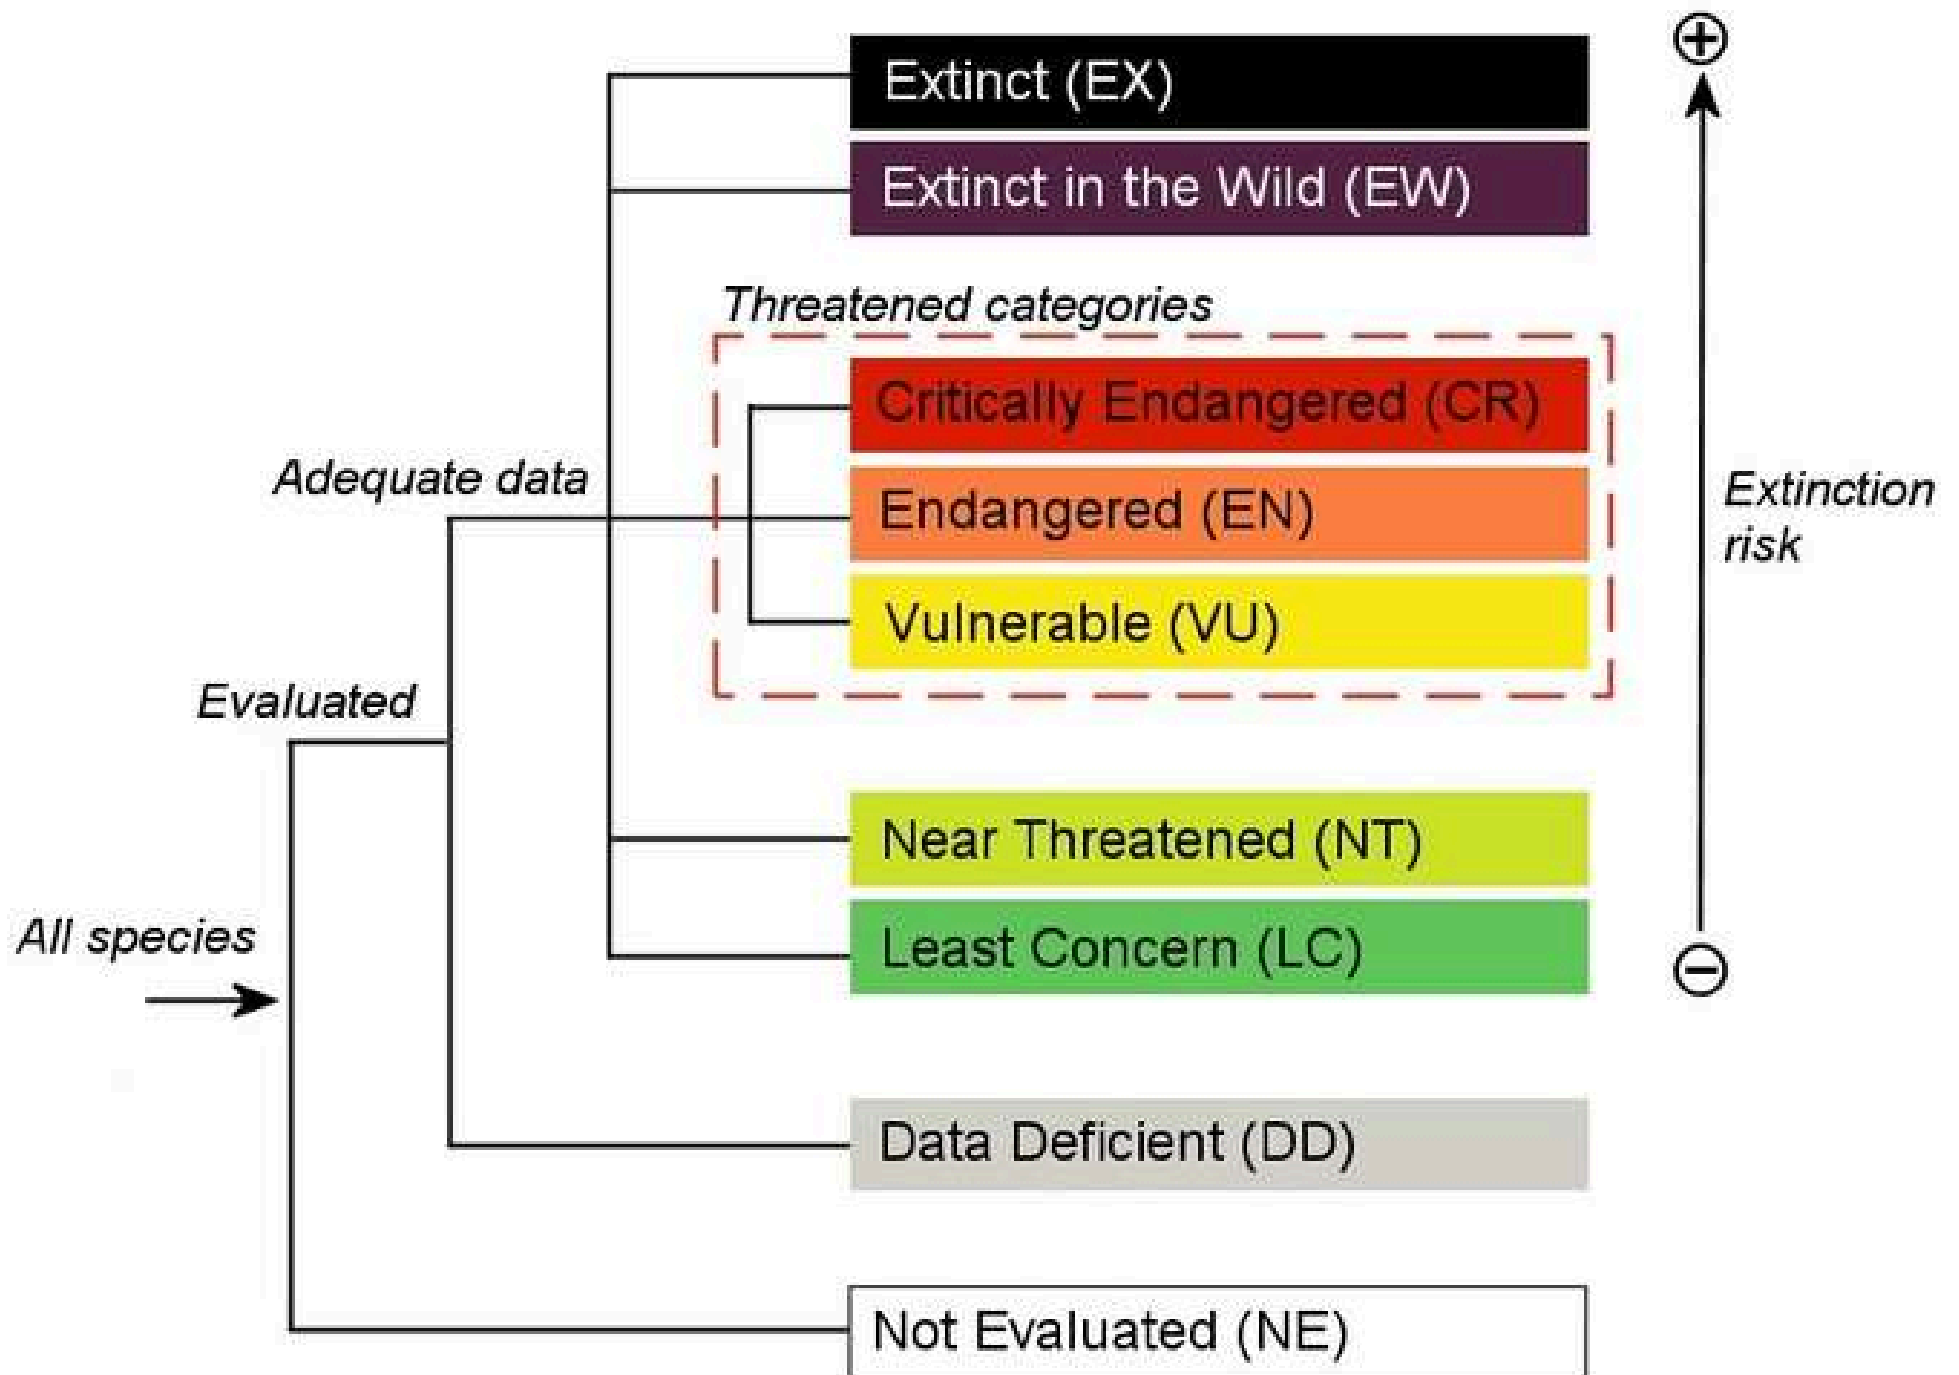 Extinct (EX)
Extinct in the Wild (EW)
Threatened categories
Critically Endangered (CR)
Adequate data
Endangered (EN)
Extinction
risk
Vulnerable (VU)
Evaluated
Near Threatened (NT)
All species
Least Concern (LC)
Data Deficient (DD)
Not Evaluated (NE)